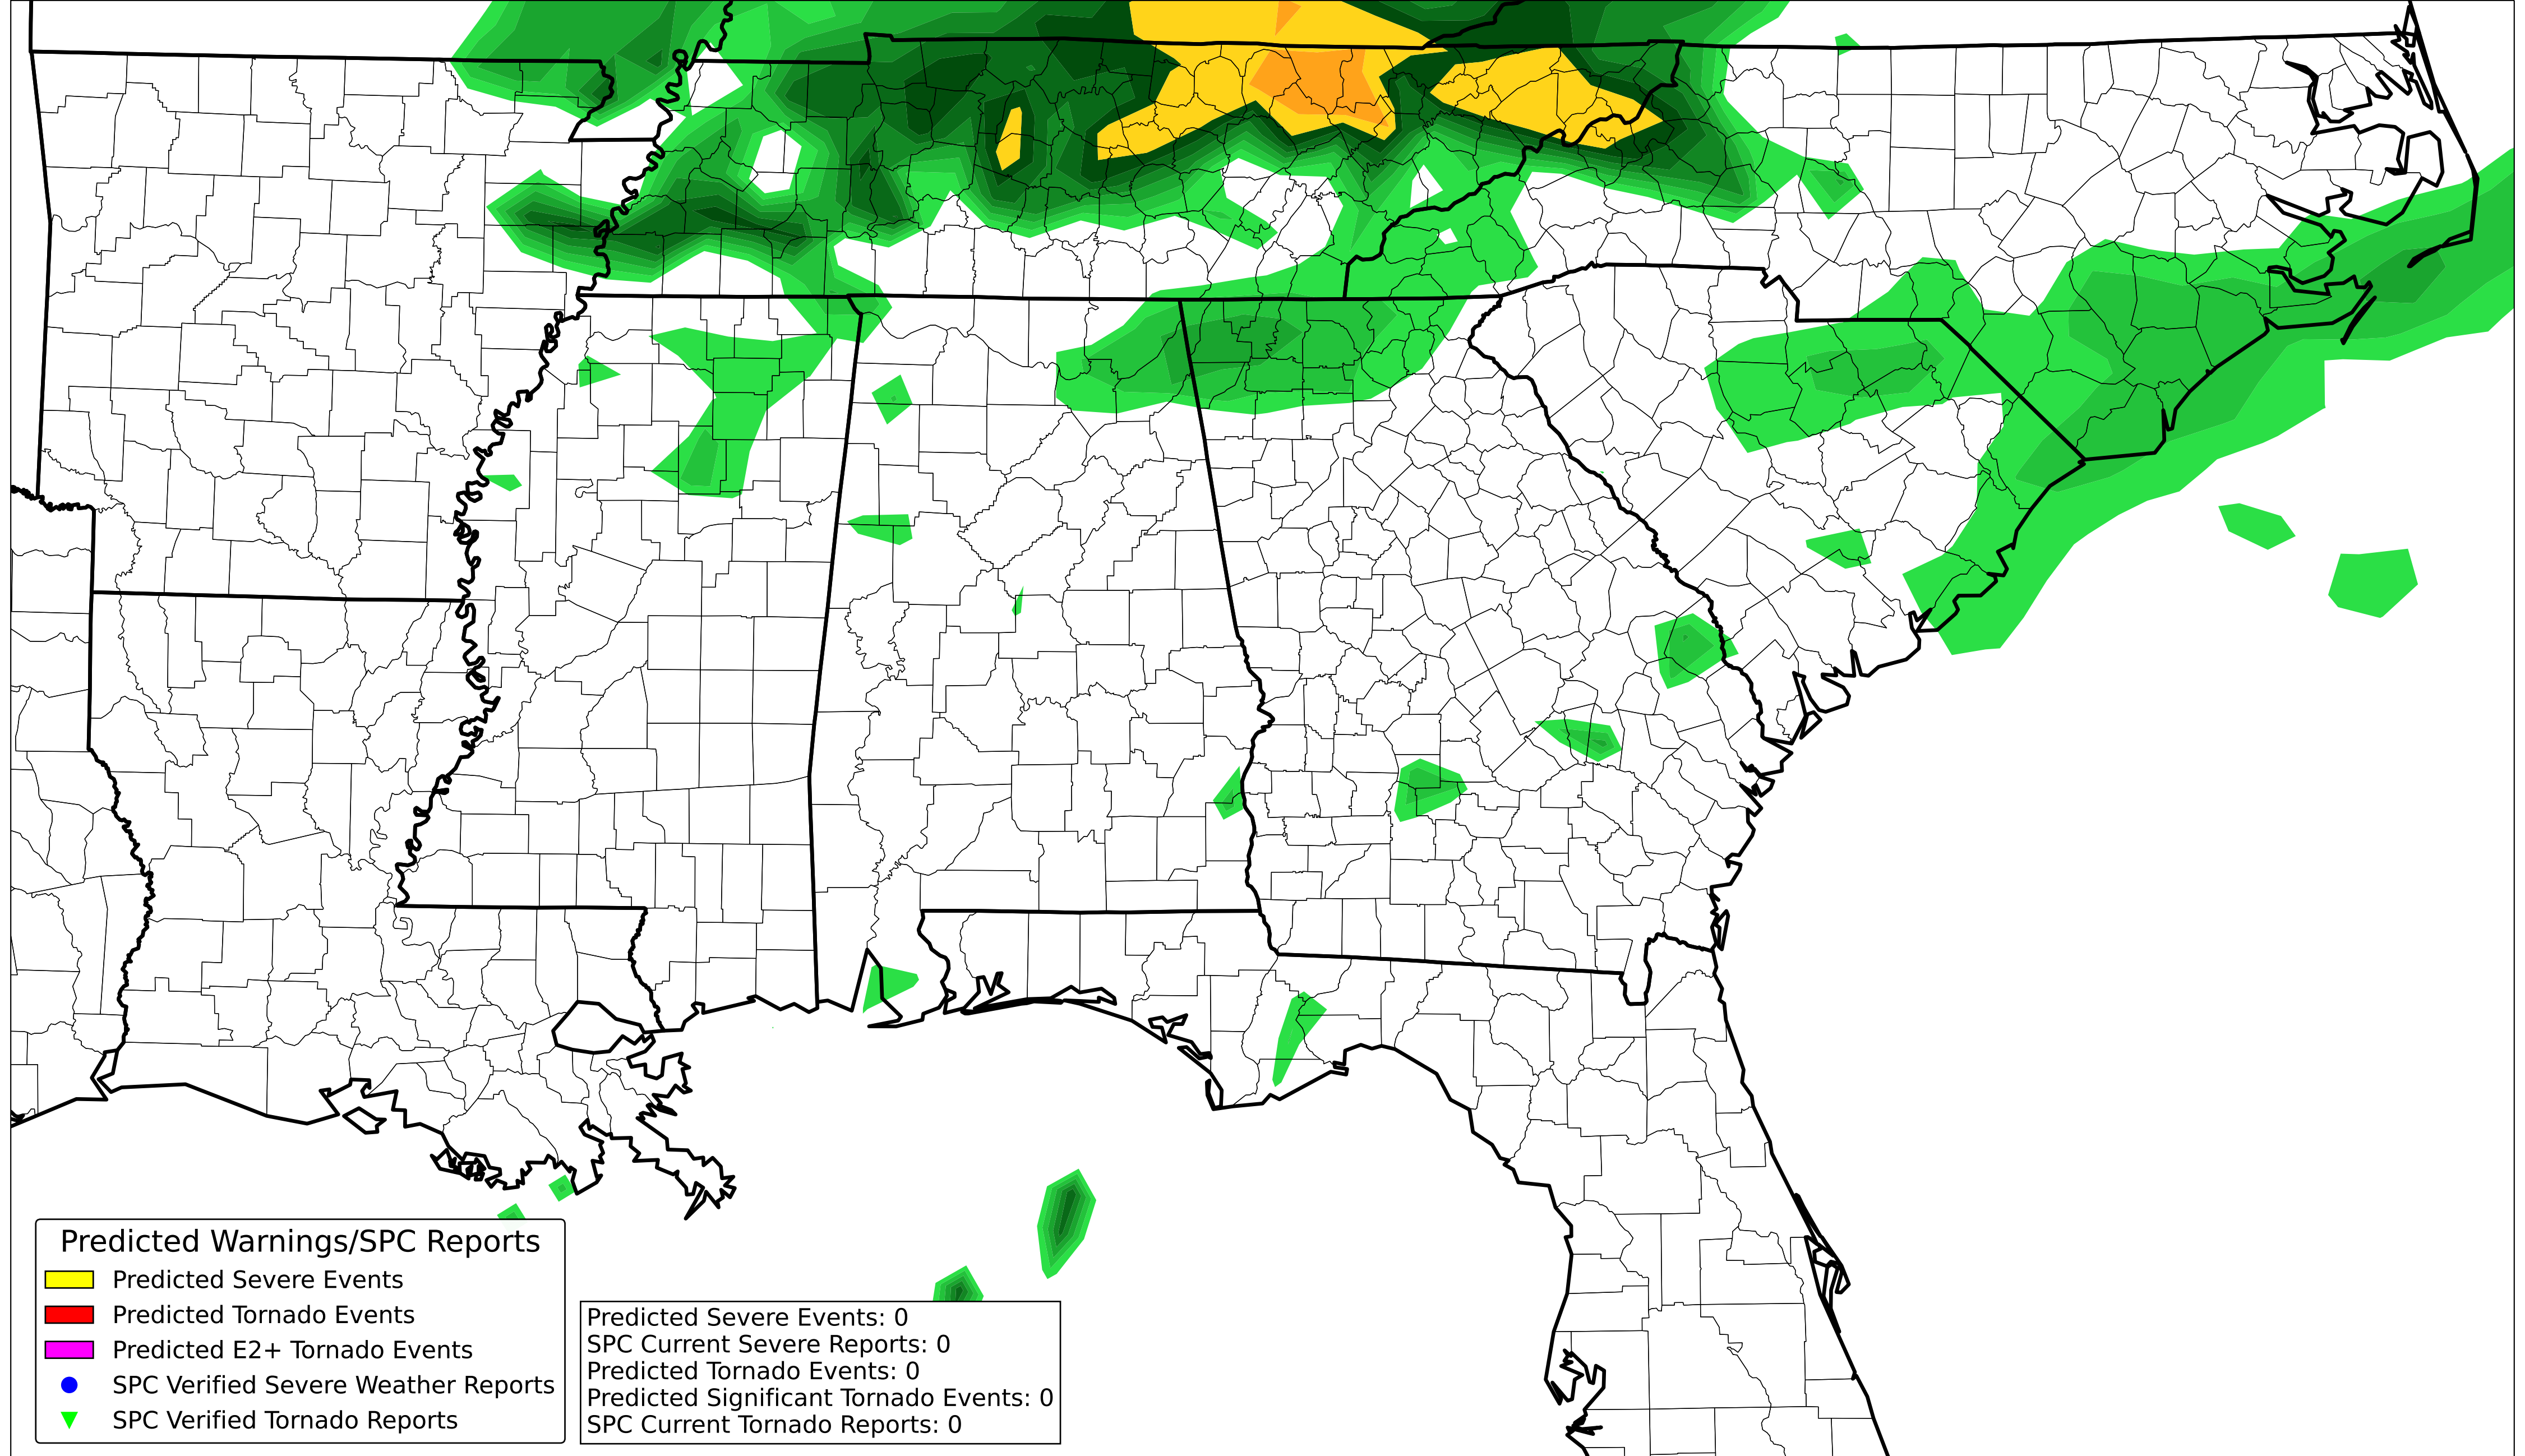 Predicted Warnings/SPC Reports
Predicted Severe Events
Predicted Tornado Events
Predicted E2+ Tornado Events
SPC Verified Severe Weather Reports
SPC Verified Tornado Reports
Predicted Severe Events: 0
SPC Current Severe Reports: 0
Predicted Tornado Events: 0
Predicted Significant Tornado Events: 0
SPC Current Tornado Reports: 0